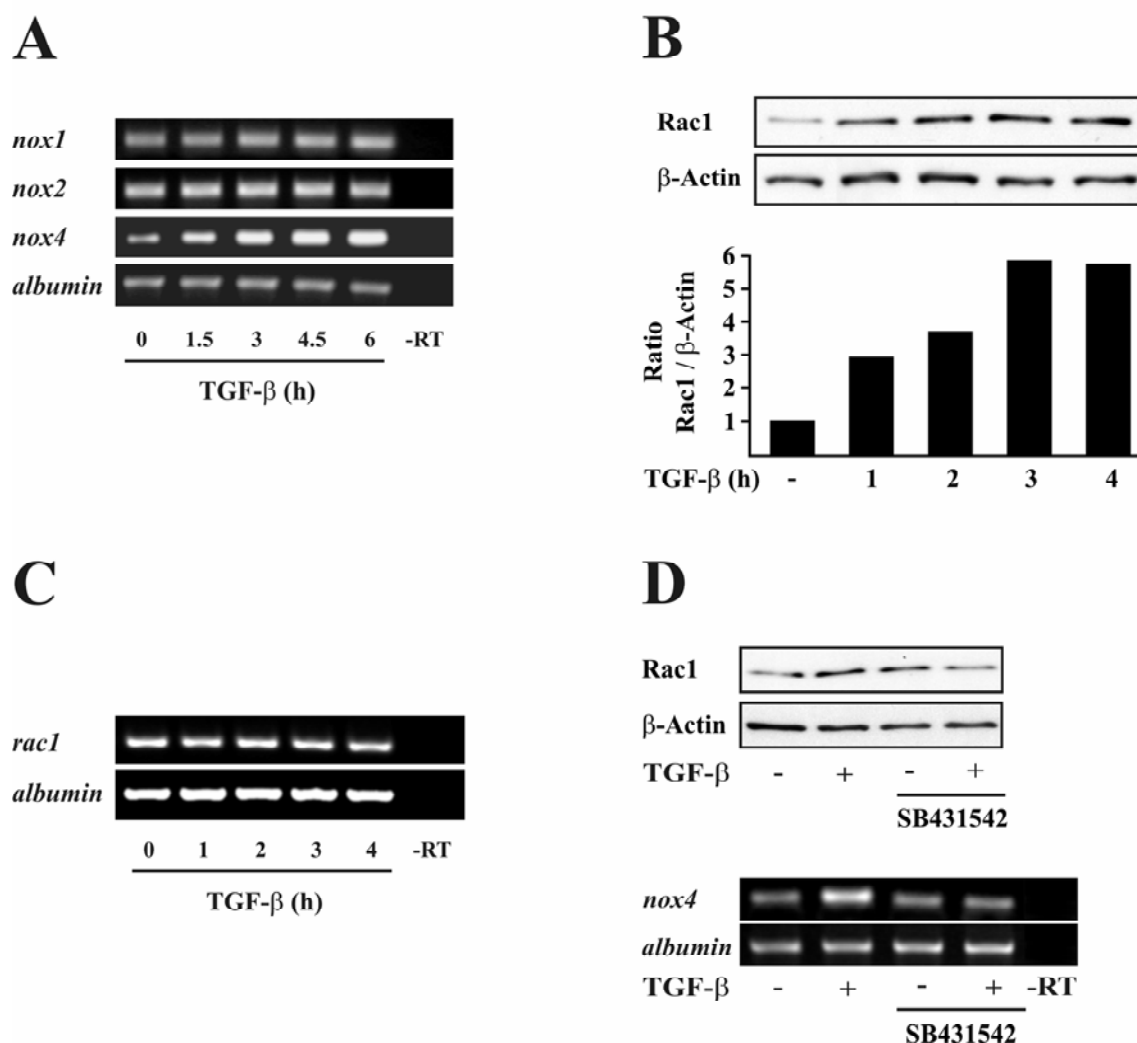 A
nox1
nox2
nox4
albumin
0 1.5 3 4.5 6 -RT
TGF-β (h)
B
Rac1
β-Actin
Ratio
Rac1 / β-Actin
6
5
4
3
2
1
TGF-β (h) - 1 2 3 4
C
rac1
albumin
0 1 2 3 4 -RT
TGF-β (h)
D
Rac1
β-Actin
TGF-β - + - +
SB431542
nox4
albumin
TGF-β - + - + -RT
SB431542